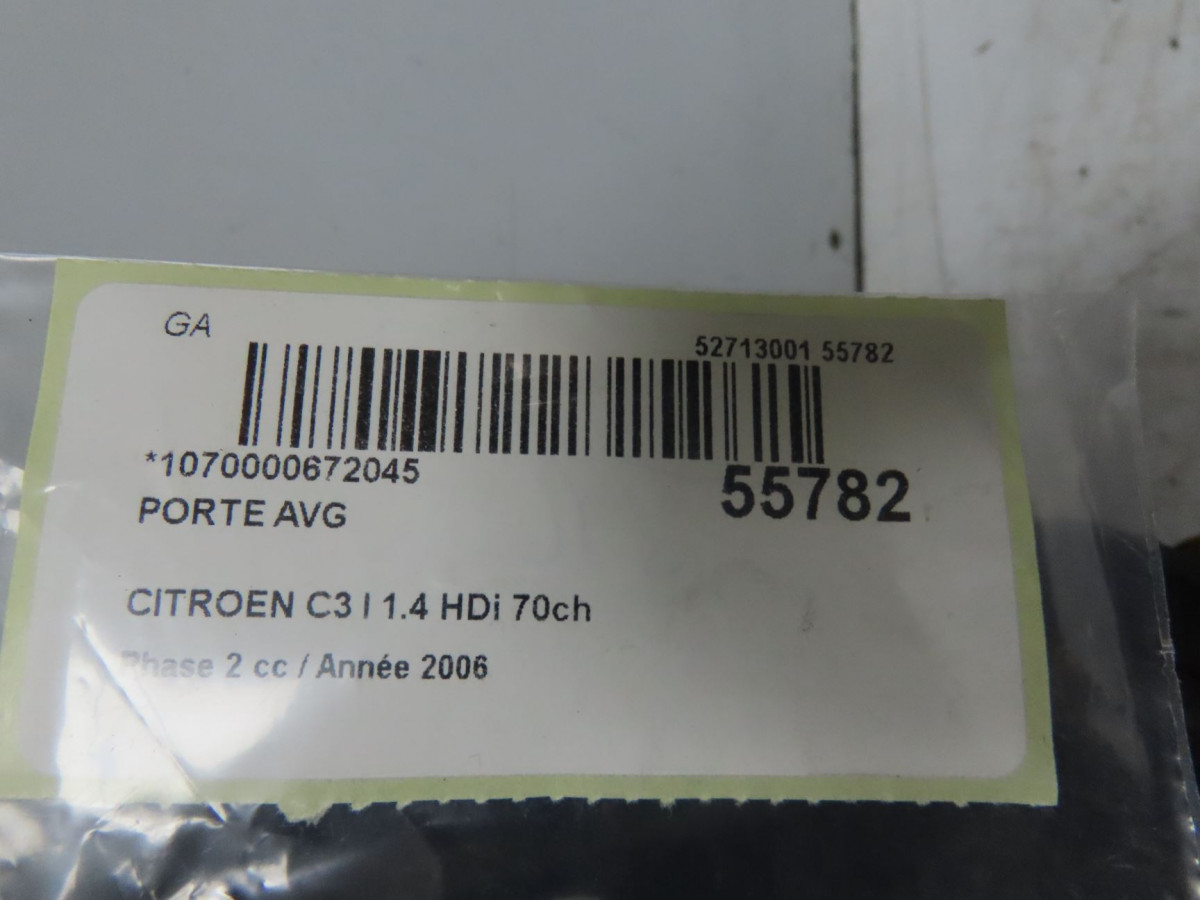 GA
52713001 55782
*1070000672045
55782
PORTE AVG
CITROEN C3 I 1.4 HDi 70ch
Phase 2 cc / Année 2006